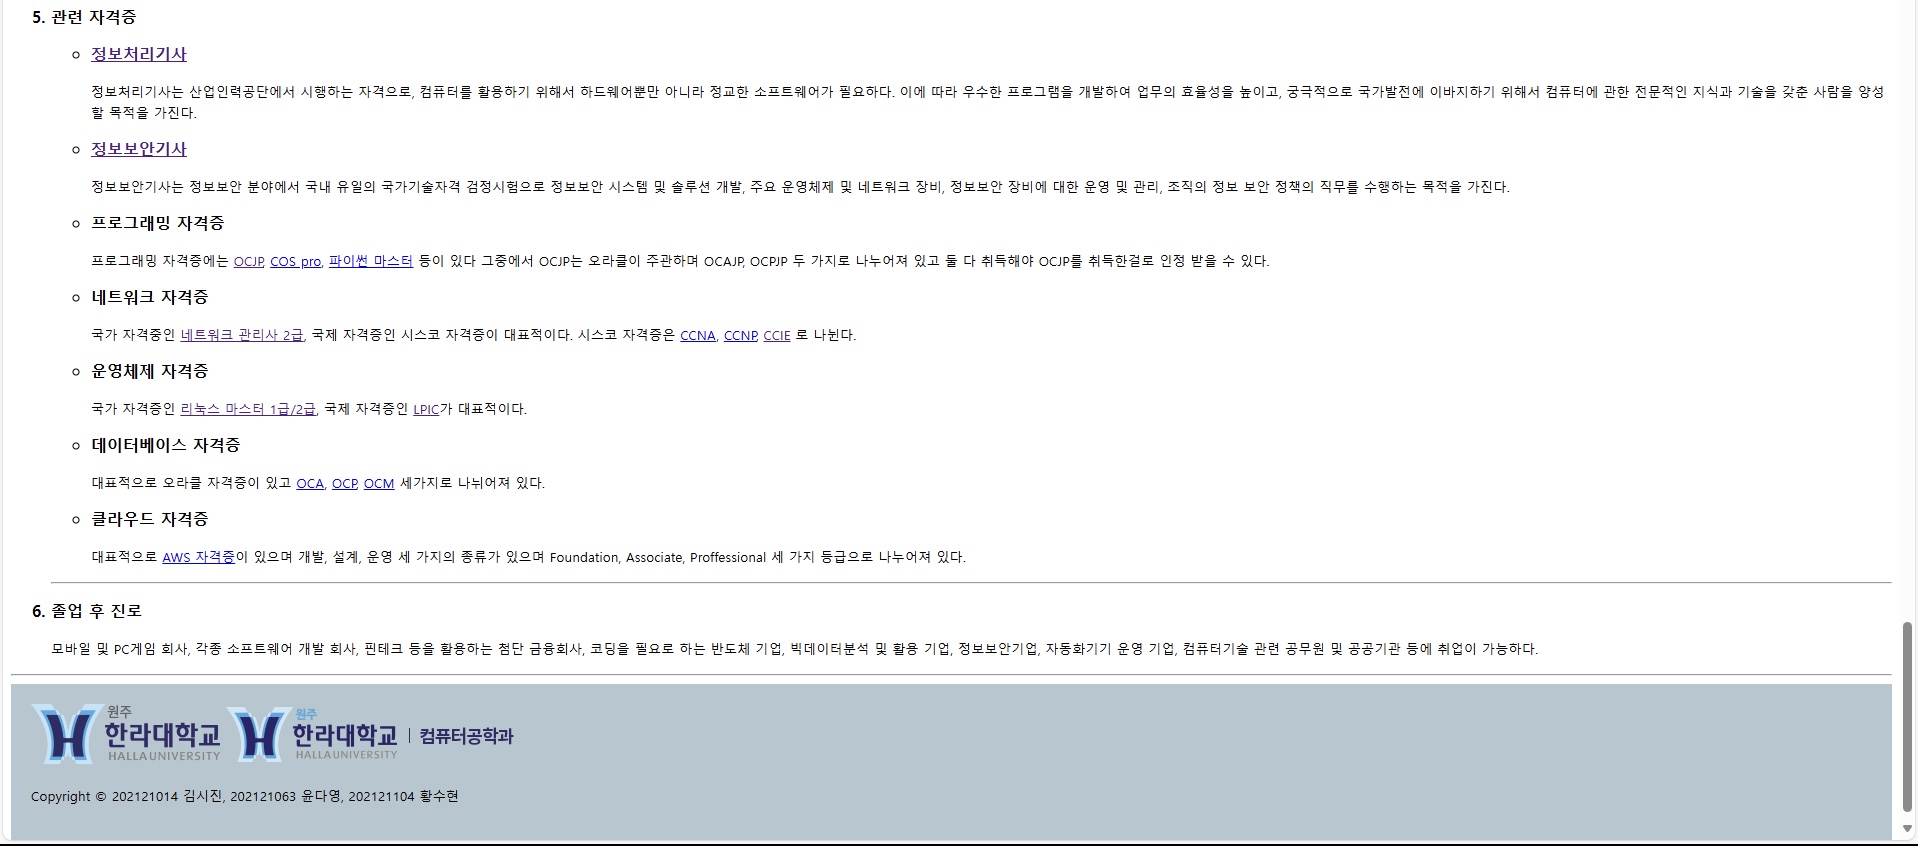 5. 관련 자격증
정보처리기사
정보처리기사는 산업인력공단에서 시행하는 자격으로, 컴퓨터를 활용하기 위해서 하드웨어뿐만 아니라 정교한 소프트웨어가 필요하다. 이에 따라 우수한 프로그램을 개발하여 업무의 효율성을 높이고, 궁극적으로 국가발전에 이바지하기 위해서 컴퓨터에 관한 전문적인 지식과 기술을 갖춘 사람을 양성
할 목적을 가진다.
정보보안기사
정보보안기사는 정보보안 분야에서 국내 유일의 국가기술자격 검정시험으로 정보보안 시스템 및 솔루션 개발, 주요 운영체제 및 네트워크 장비, 정보보안 장비에 대한 운영 및 관리, 조직의 정보 보안 정책의 직무를 수행하는 목적을 가진다.
프로그래밍 자격증
프로그래밍 자격증에는 OCJP, COS pro, 파이썬 마스터 등이 있다 그중에서 OCJP는 오라클이 주관하며 OCAJP, OCPJP 두 가지로 나누어져 있고 둘 다 취득해야 OCJP를 취득한걸로 인정 받을 수 있다.
네트워크 자격증
국가 자격중인 네트워크 관리사 2급, 국제 자격증인 시스코 자격증이 대표적이다. 시스코 자격증은 CCNA, CCNP, CCIE 로 나뉜다.
운영체제 자격증
국가 자격증인 리눅스 마스터 1급/2급, 국제 자격증인 LPIC가 대표적이다.
데이터베이스 자격증
대표적으로 오라클 자격증이 있고 OCA, OCP, OCM 세가지로 나뉘어져 있다.
클라우드 자격증
대표적으로 AWS 자격증이 있으며 개발, 설계, 운영 세 가지의 종류가 있으며 Foundation, Associate, Proffessional 세 가지 등급으로 나누어져 있다.
6. 졸업 후 진로
모바일 및 PC게임 회사, 각종 소프트웨어 개발 회사, 핀테크 등을 활용하는 첨단 금융회사, 코딩을 필요로 하는 반도체 기업, 빅데이터분석 및 활용 기업, 정보보안기업, 자동화기기 운영 기업, 컴퓨터기술 관련 공무원 및 공공기관 등에 취업이 가능하다.
원주 원주
한라대학교 한라대학교 | 컴퓨터공학과
HALLA UNIVERSITY HALLA UNIVERSITY
Copyright © 202121014 김시진, 202121063 윤다영, 202121104 황수현